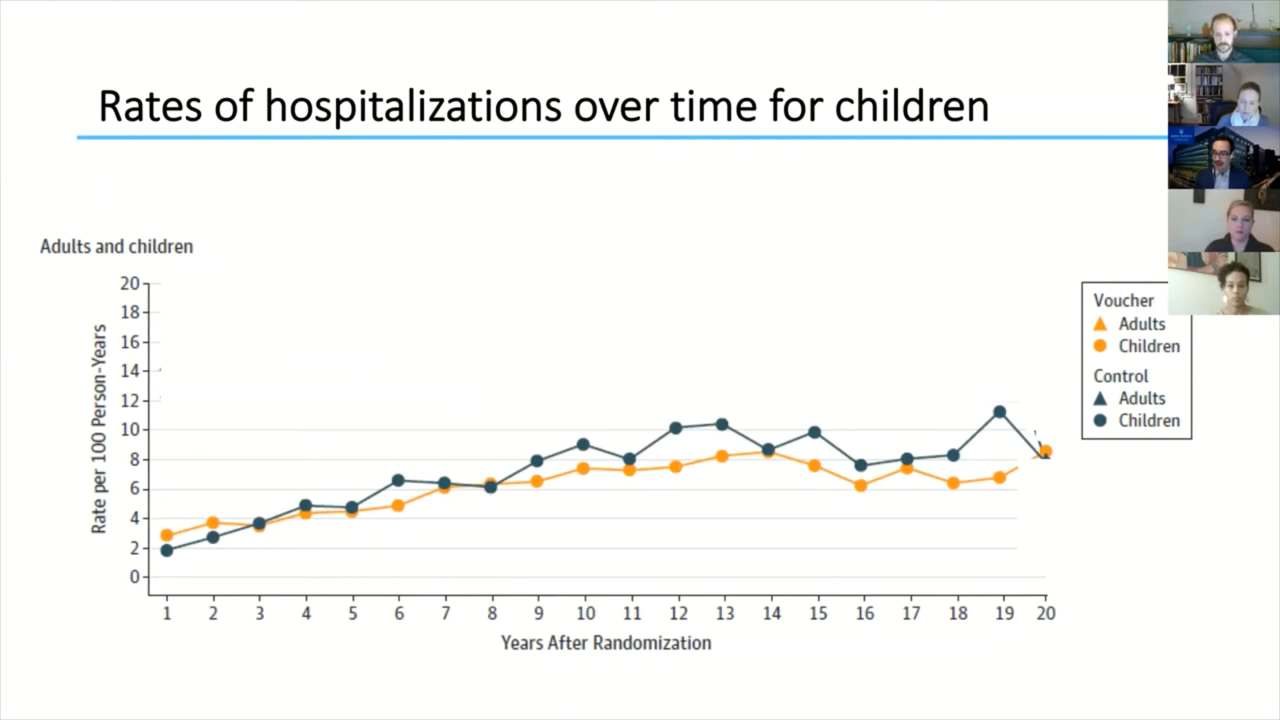 Rates of hospitalizations over time for children
Adults and children
Rate per 100 Person-Years
20
18
16
14
12
10
8
6
4
2
0
1 2 3 4 5 6 7 8 9 10 11 12 13 14 15 16 17 18 19 20
Years After Randomization
Voucher
Adults
Children
Control
Adults
Children